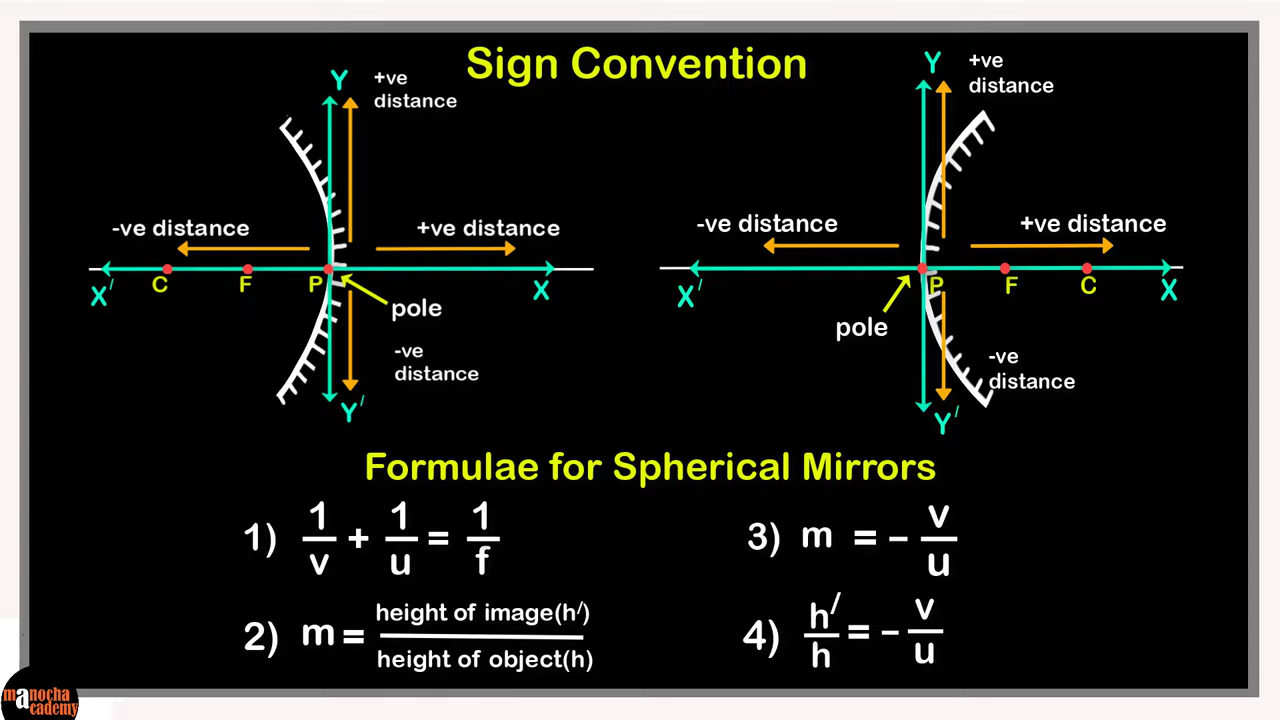 Sign Convention
Y
+ve
distance
-ve distance
+ve distance
X′
C
F
P
X
pole
-ve
distance
Y′
Y
+ve
distance
-ve distance
+ve distance
X′
P
F
C
X
pole
-ve
distance
Y′
Formulae for Spherical Mirrors
1) 1/v + 1/u = 1/f
2) m = height of image(h′) / height of object(h)
3) m = - v/u
4) h′/h = - v/u
manocha
academy